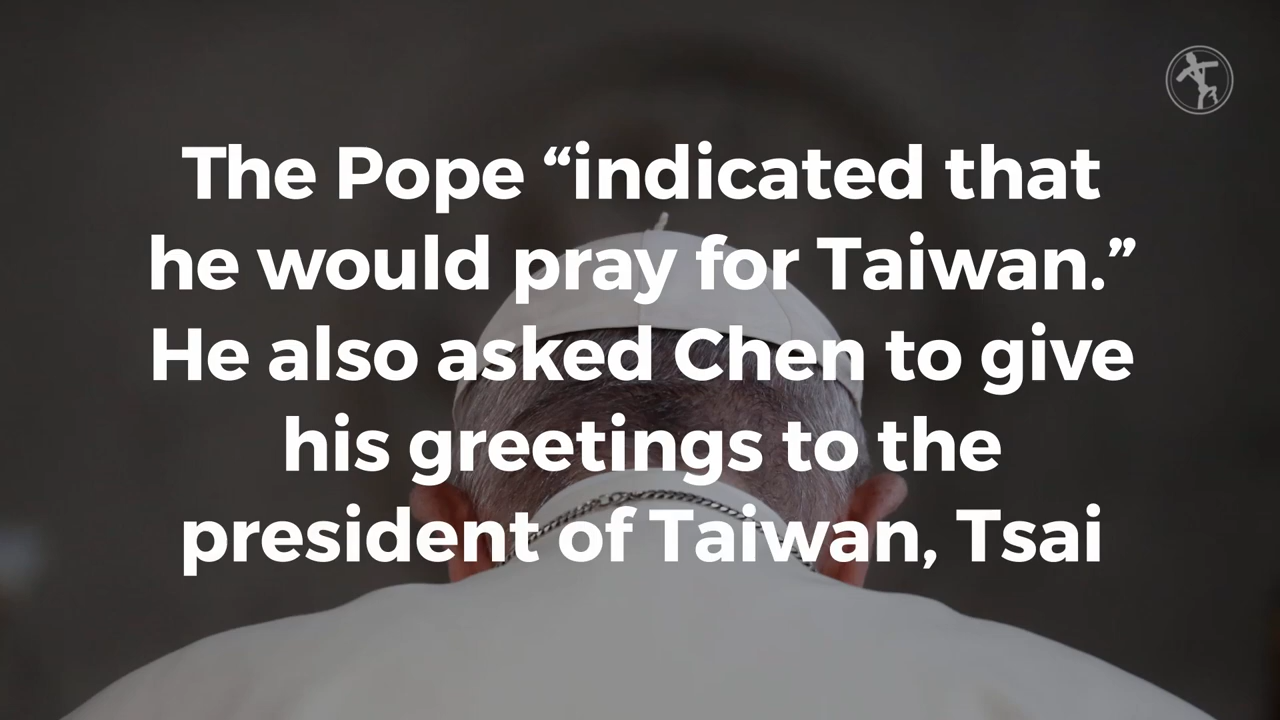 The Pope “indicated that
he would pray for Taiwan.”
He also asked Chen to give
his greetings to the
president of Taiwan, Tsai